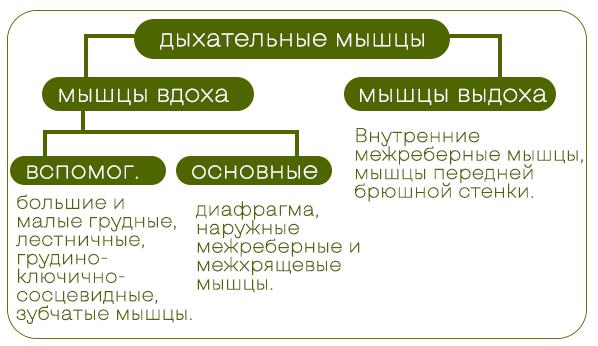 дыхательные мышцы
мышцы вдоха
мышцы выдоха
Внутренние
межреберные мышцы,
мышцы передней
брюшной стенки.
вспомог.
основные
большие и
малые грудные,
лестничные,
грудино-
ключично-
сосцевидные,
зубчатые мышцы.
диафрагма,
наружные
межреберные и
межхрящевые
мышцы.